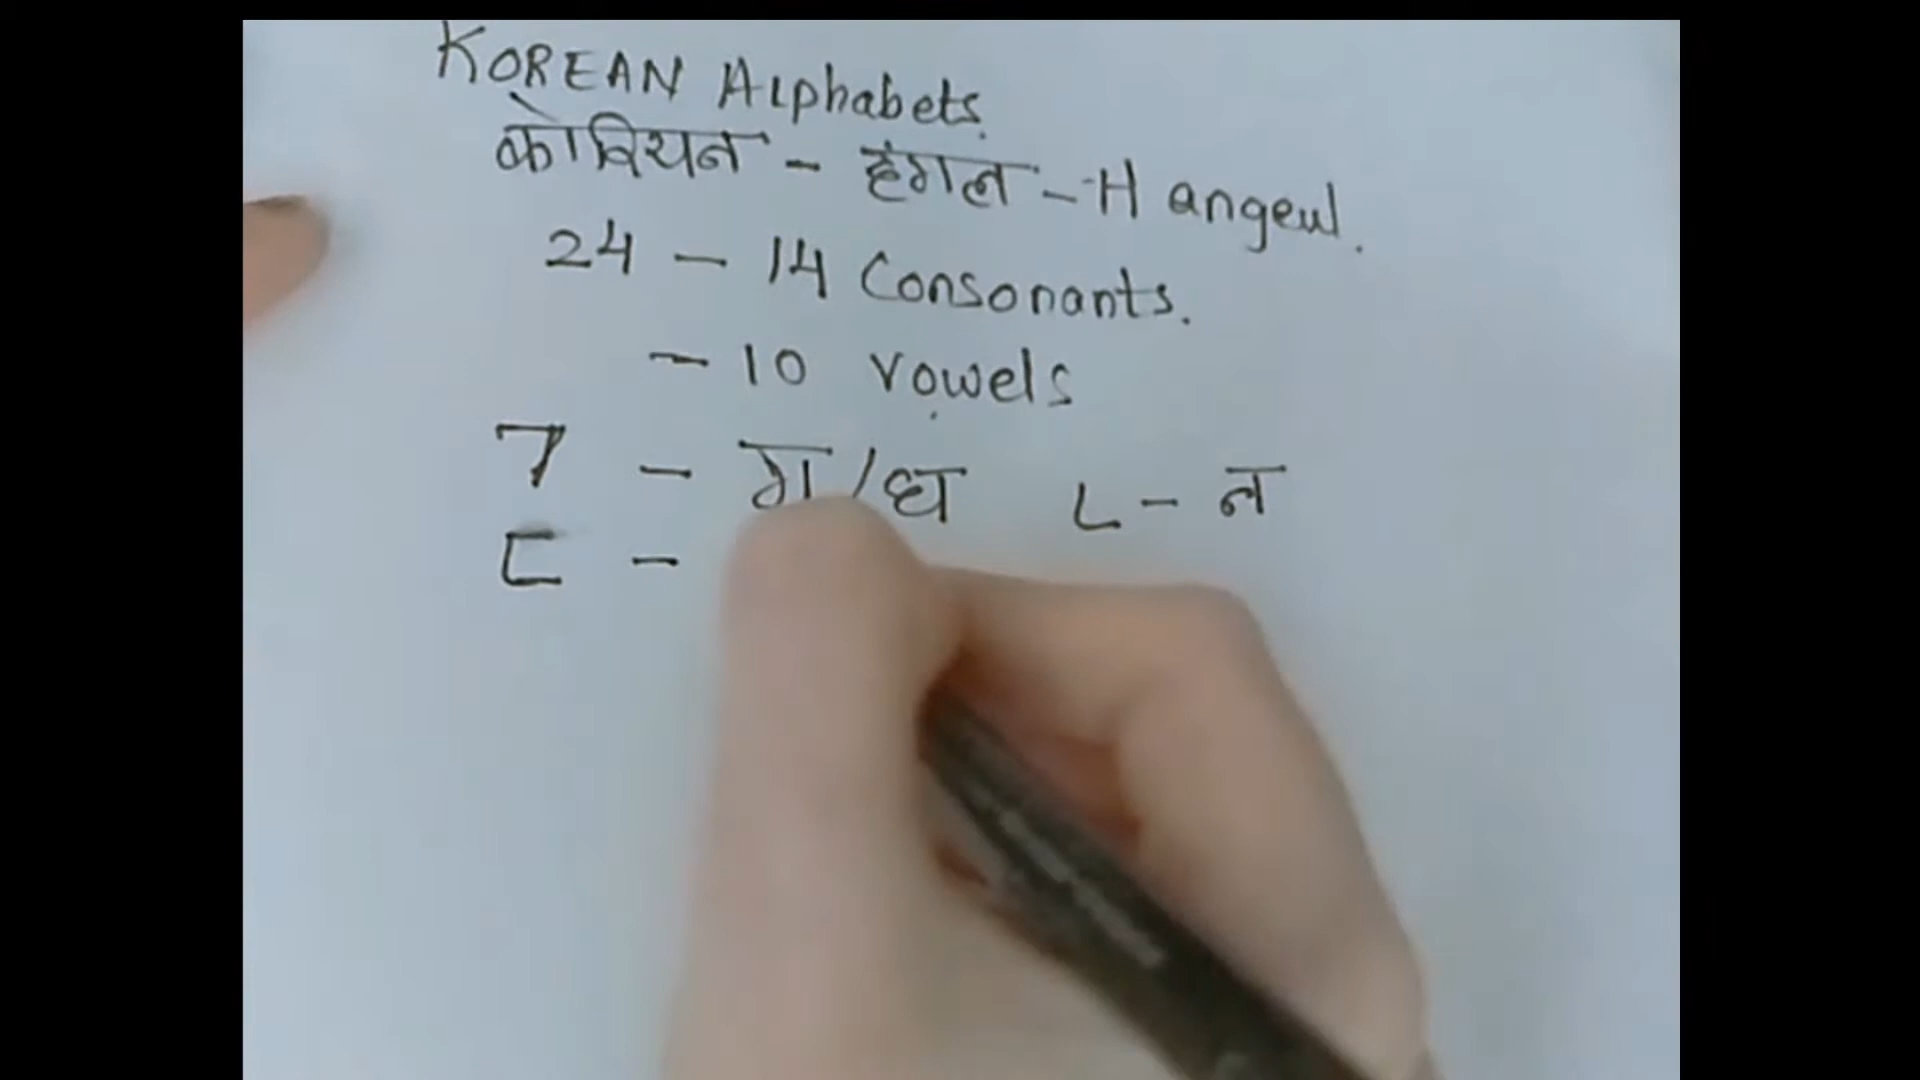 KOREAN Alphabets.
कोरियन - हंगल - Hangeul.
24 - 14 Consonants.
- 10 vowels
ㄱ - ग/घ ㄴ - न
ㄷ -